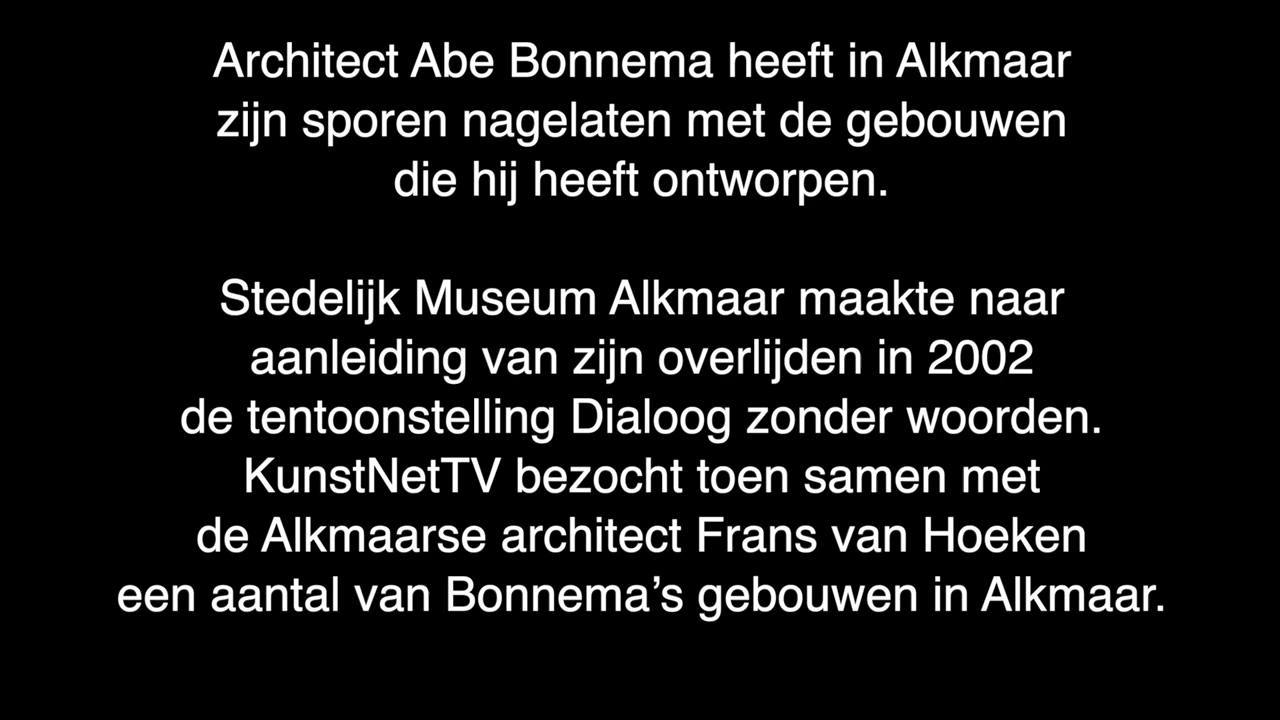 Architect Abe Bonnema heeft in Alkmaar
zijn sporen nagelaten met de gebouwen
die hij heeft ontworpen.
Stedelijk Museum Alkmaar maakte naar
aanleiding van zijn overlijden in 2002
de tentoonstelling Dialoog zonder woorden.
KunstNetTV bezocht toen samen met
de Alkmaarse architect Frans van Hoeken
een aantal van Bonnema’s gebouwen in Alkmaar.